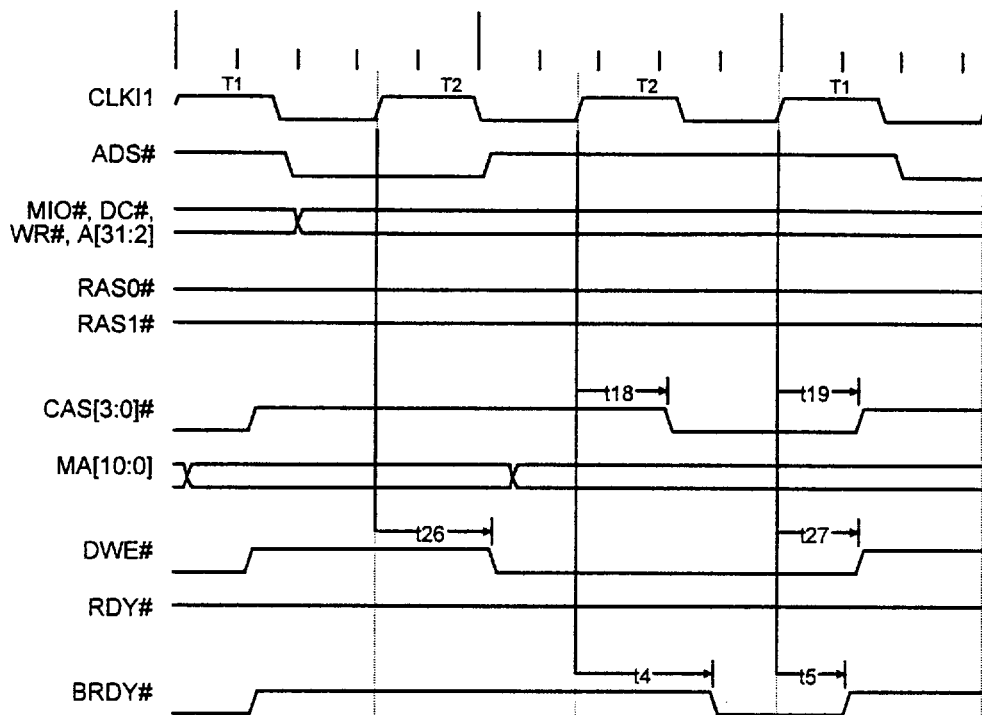 T1 T2 T2 T1
CLKI1
ADS#
MIO#, DC#,
WR#, A[31:2]
RAS0#
RAS1#
t18 t19
CAS[3:0]#
MA[10:0]
t26 t27
DWE#
RDY#
t4 t5
BRDY#